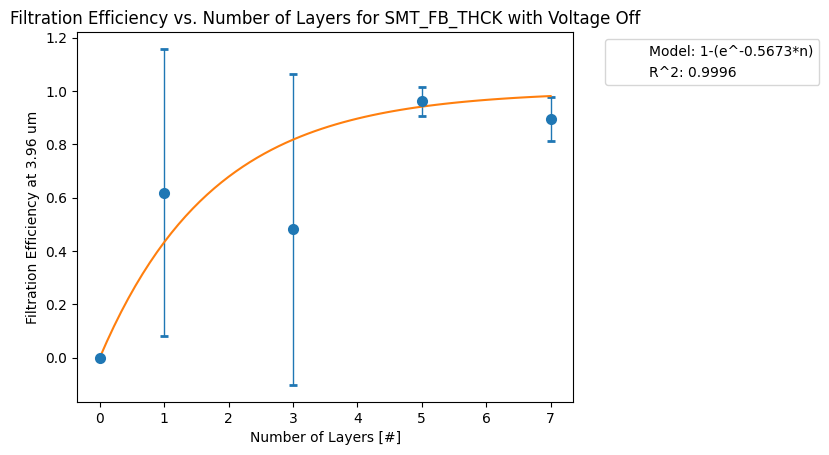 Filtration Efficiency vs. Number of Layers for SMT_FB_THCK with Voltage Off
Model: 1-(e^-0.5673*n)
R^2: 0.9996
Filtration Efficiency at 3.96 um
1.2
1.0
0.8
0.6
0.4
0.2
0.0
0 1 2 3 4 5 6 7
Number of Layers [#]